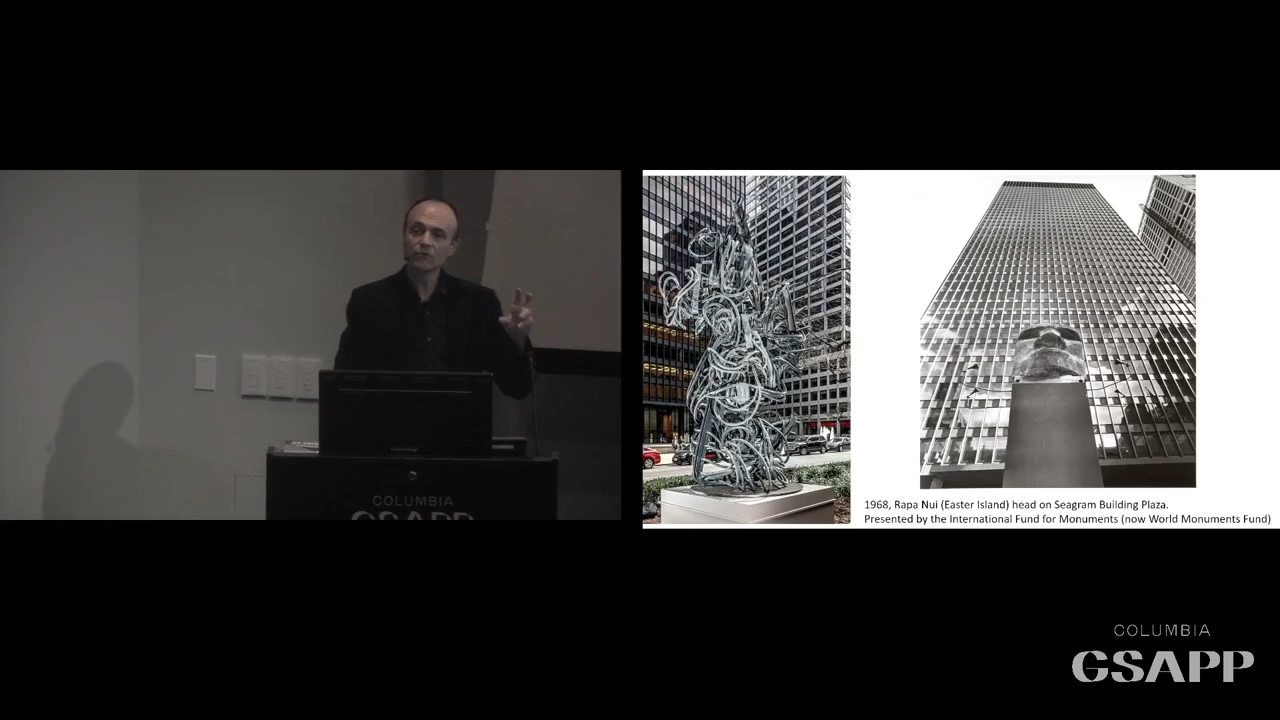 COLUMBIA
GSAPP
1968, Rapa Nui (Easter Island) head on Seagram Building Plaza.
Presented by the International Fund for Monuments (now World Monuments Fund)
COLUMBIA
GSAPP